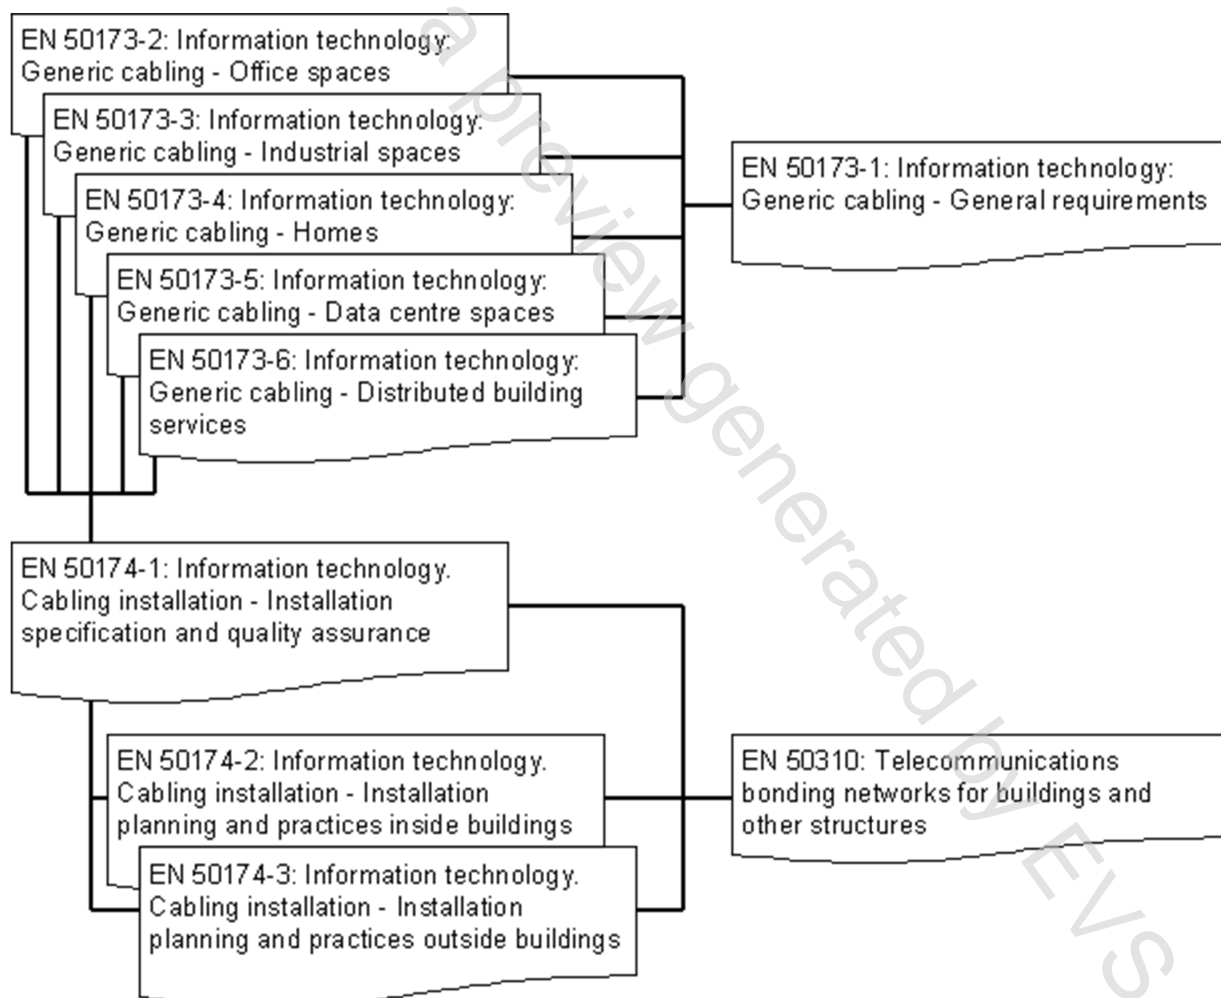 EN 50173-2: Information technology:
Generic cabling - Office spaces
EN 50173-3: Information technology:
Generic cabling - Industrial spaces
EN 50173-4: Information technology:
Generic cabling - Homes
EN 50173-5: Information technology:
Generic cabling - Data centre spaces
EN 50173-6: Information technology:
Generic cabling - Distributed building
services
EN 50173-1: Information technology:
Generic cabling - General requirements
EN 50174-1: Information technology.
Cabling installation - Installation
specification and quality assurance
EN 50174-2: Information technology.
Cabling installation - Installation
planning and practices inside buildings
EN 50174-3: Information technology.
Cabling installation - Installation
planning and practices outside buildings
EN 50310: Telecommunications
bonding networks for buildings and
other structures
a preview generated by EVS